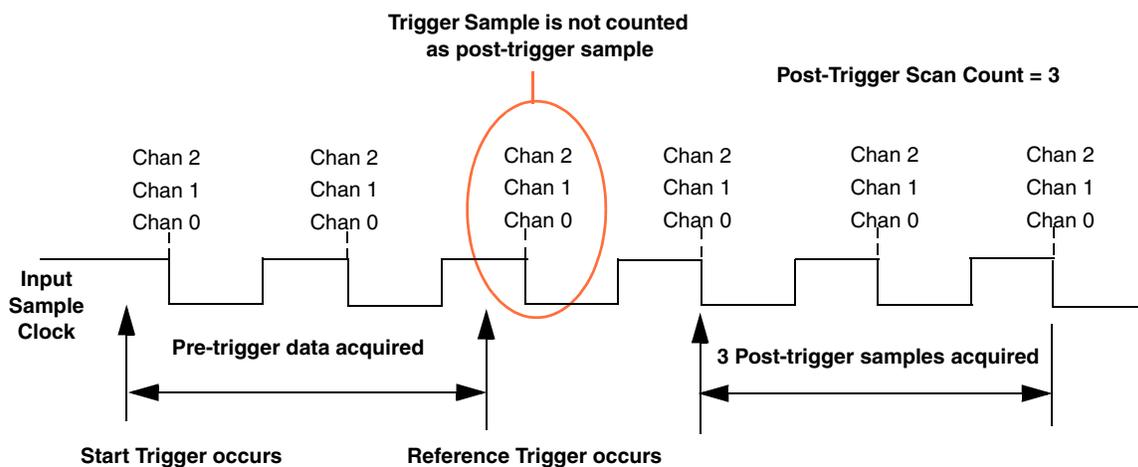 Trigger Sample is not counted
as post-trigger sample
Post-Trigger Scan Count = 3
Chan 2 Chan 2 Chan 2 Chan 2 Chan 2 Chan 2
Chan 1 Chan 1 Chan 1 Chan 1 Chan 1 Chan 1
Chan 0 Chan 0 Chan 0 Chan 0 Chan 0 Chan 0
Input
Sample
Clock
Pre-trigger data acquired
3 Post-trigger samples acquired
Start Trigger occurs
Reference Trigger occurs